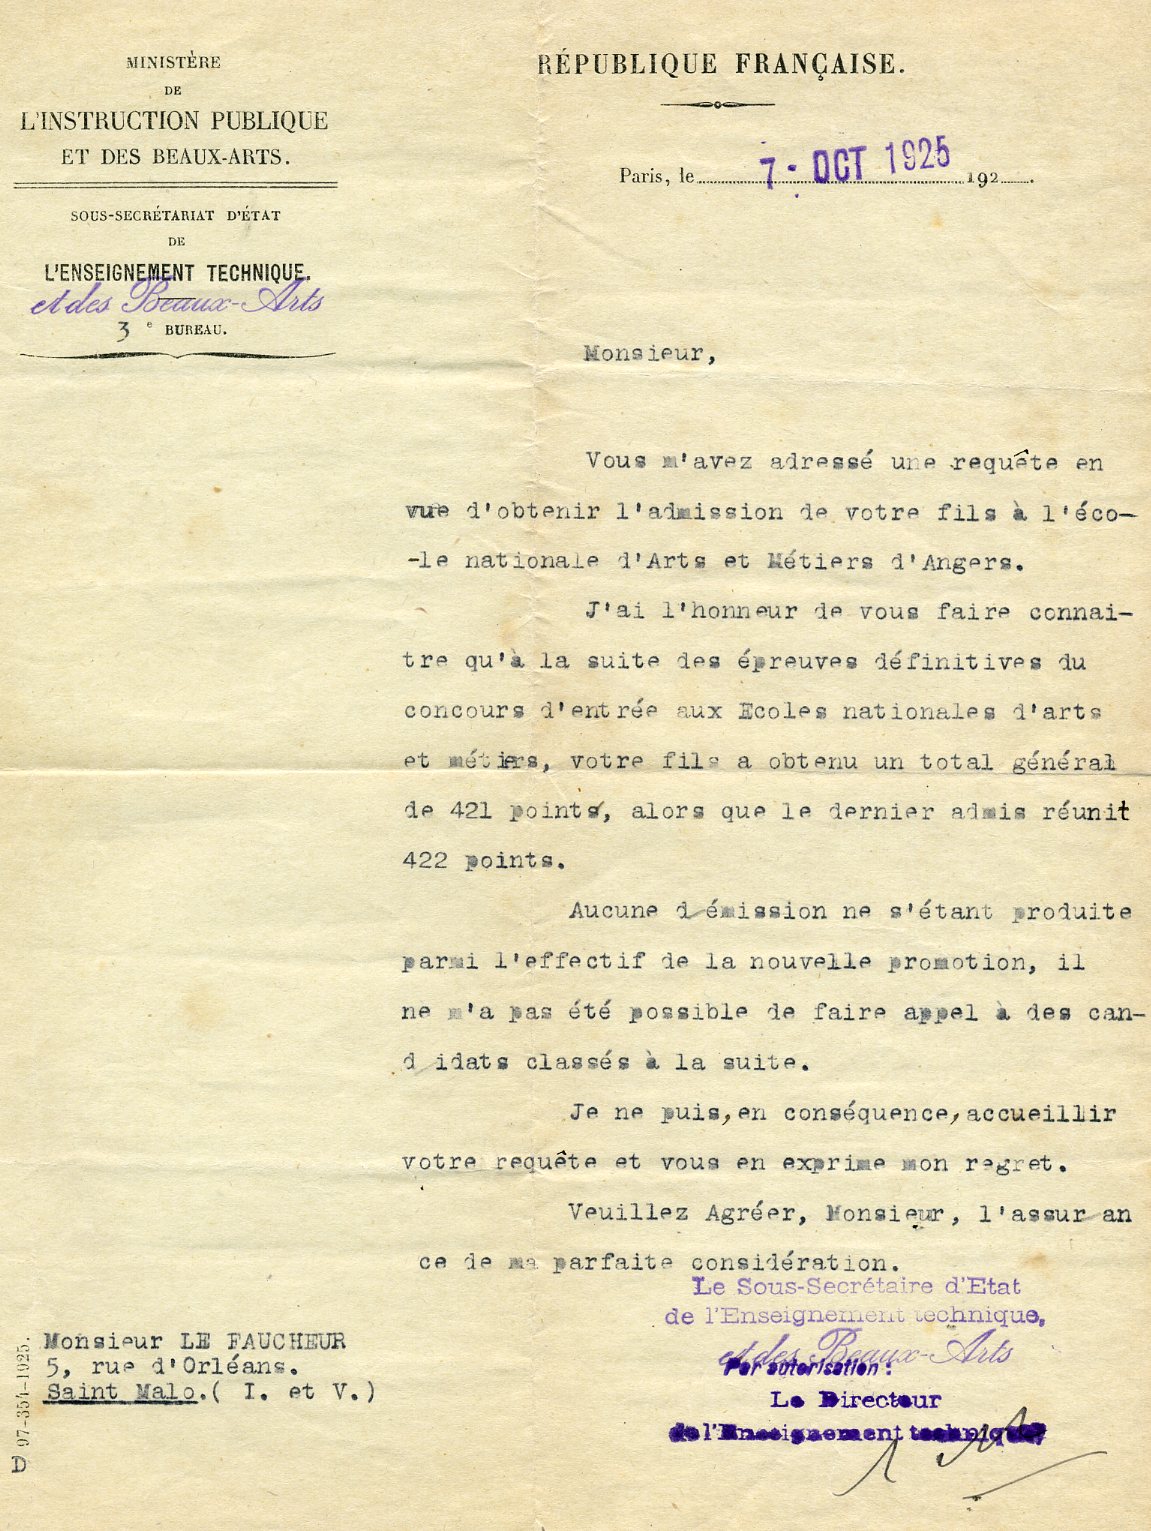 MINISTÈRE
DE
L'INSTRUCTION PUBLIQUE
ET DES BEAUX-ARTS.
SOUS-SECRÉTARIAT D'ÉTAT
DE
L'ENSEIGNEMENT TECHNIQUE.
et des Beaux-Arts
3e BUREAU.
RÉPUBLIQUE FRANÇAISE.
Paris, le 7 - OCT 1925 192 .
Monsieur,
Vous m'avez adressé une requête en
vue d'obtenir l'admission de votre fils à l'éco-
-le nationale d'Arts et Métiers d'Angers.
J'ai l'honneur de vous faire connai-
tre qu'à la suite des épreuves définitives du
concours d'entrée aux Ecoles nationales d'arts
et métiers, votre fils a obtenu un total général
de 421 points, alors que le dernier admis réunit
422 points.
Aucune démission ne s'étant produite
parmi l'effectif de la nouvelle promotion, il
ne m'a pas été possible de faire appel à des can-
didats classés à la suite.
Je ne puis, en conséquence, accueillir
votre requête et vous en exprime mon regret.
Veuillez Agréer, Monsieur, l'assuran
ce de ma parfaite considération.
Le Sous-Secrétaire d'Etat
de l'Enseignement technique,
et des Beaux-Arts
Par autorisation :
Le Directeur
de l'Enseignement technique
Monsieur LE FAUCHEUR
5, rue d'Orléans.
Saint Malo.( I. et V.)
D 97-354-1925.